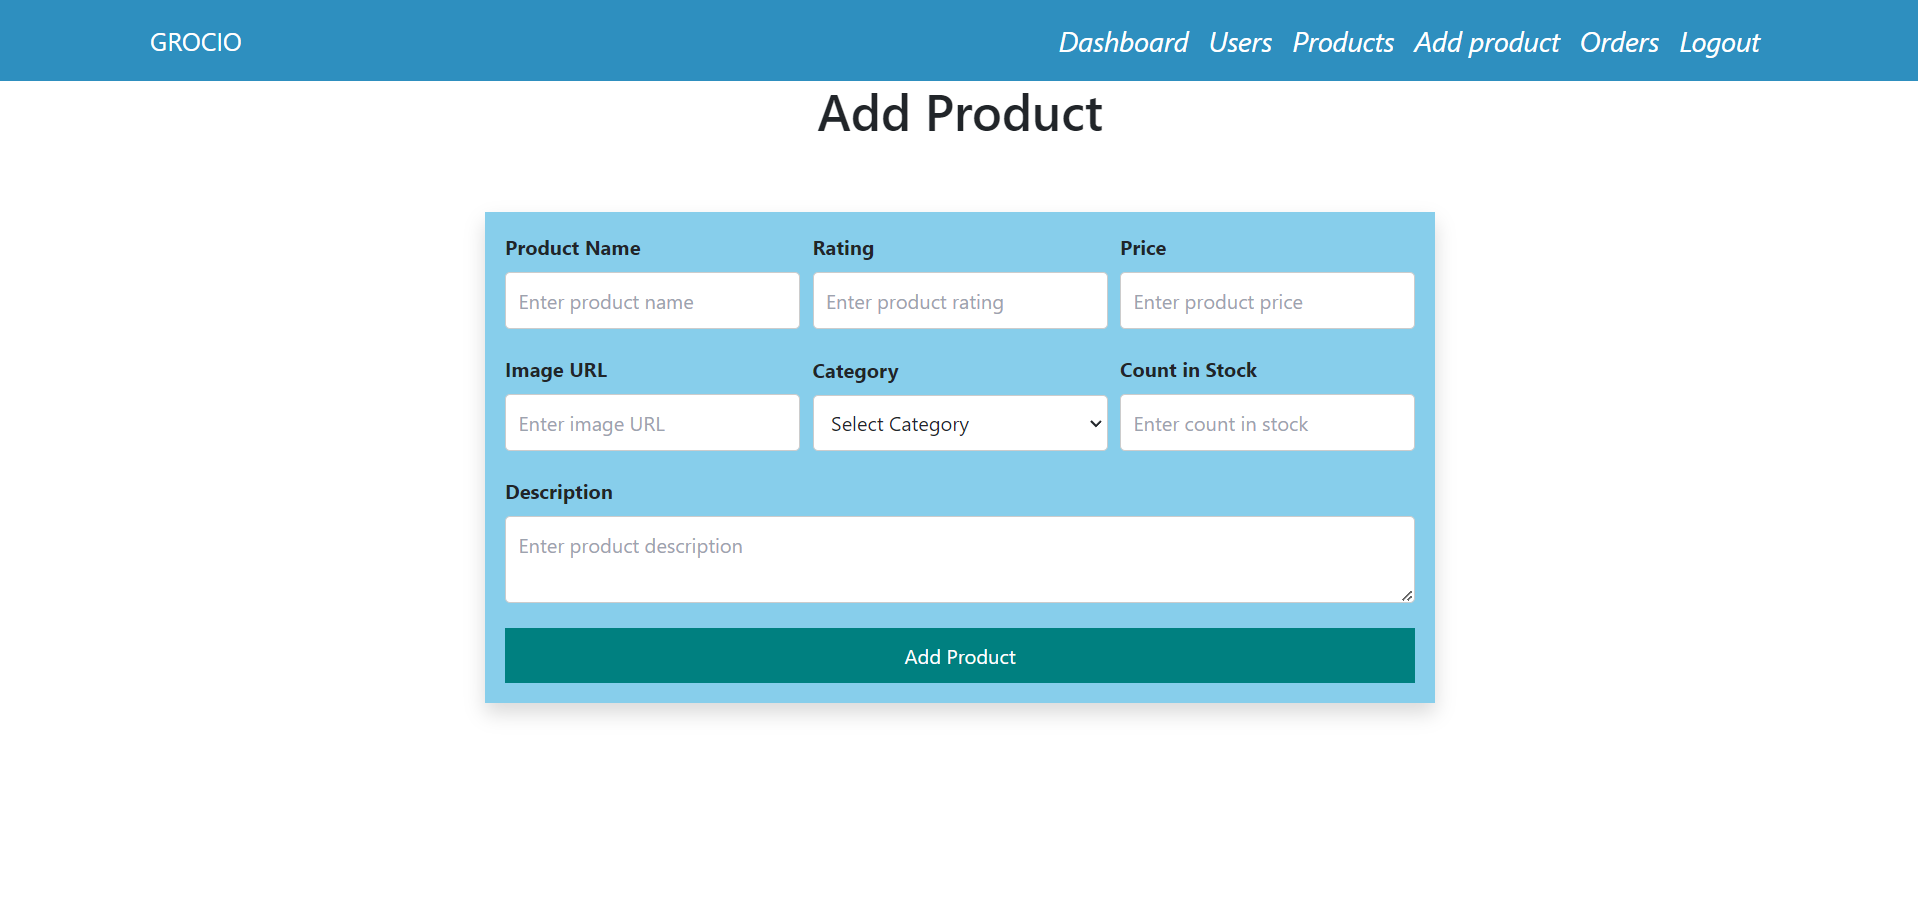 GROCIO Dashboard Users Products Add product Orders Logout
Add Product
Product Name Rating Price
Enter product name Enter product rating Enter product price
Image URL Category Count in Stock
Enter image URL Select Category Enter count in stock
Description
Enter product description
Add Product